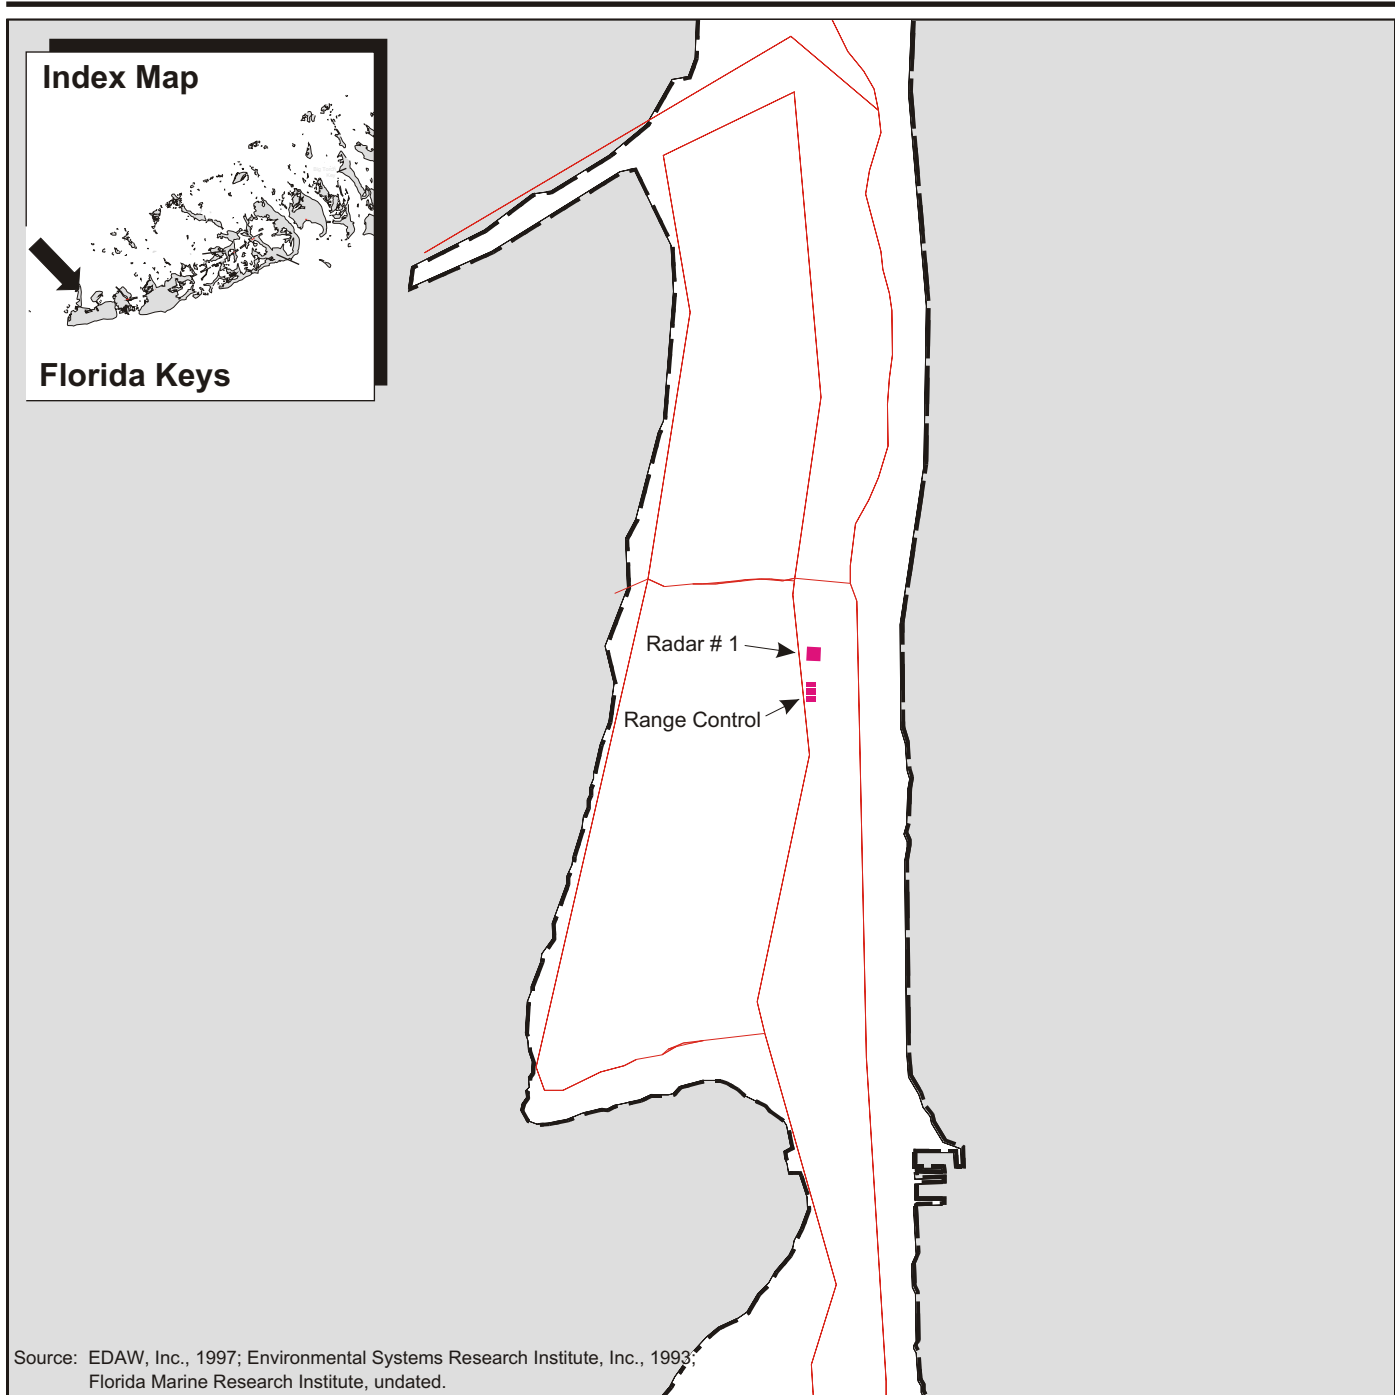 Index Map
Florida Keys
Radar # 1
Range Control
Source: EDAW, Inc., 1997; Environmental Systems Research Institute, Inc., 1993;
Florida Marine Research Institute, undated.